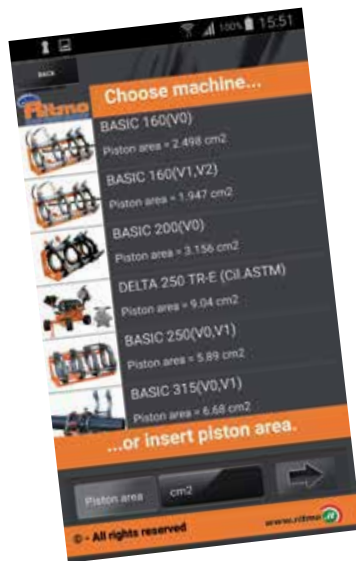 100% 15:51
BACK
Ritmo
Choose machine...
BASIC 160(V0)
Piston area = 2.498 cm2
BASIC 160(V1,V2)
Piston area = 1.947 cm2
BASIC 200(V0)
Piston area = 3.156 cm2
DELTA 250 TR-E (Cil.ASTM)
Piston area = 9.04 cm2
BASIC 250(V0,V1)
Piston area = 5.89 cm2
BASIC 315(V0,V1)
Piston area = 6.68 cm2
...or insert piston area.
Piston area cm2
© - All rights reserved www.ritmo.it